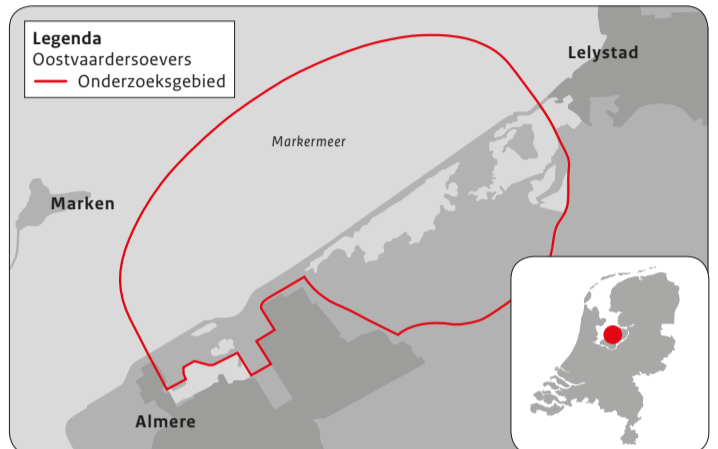 Legenda
Oostvaardersoevers
Onderzoeksgebied
Lelystad
Markermeer
Marken
Almere